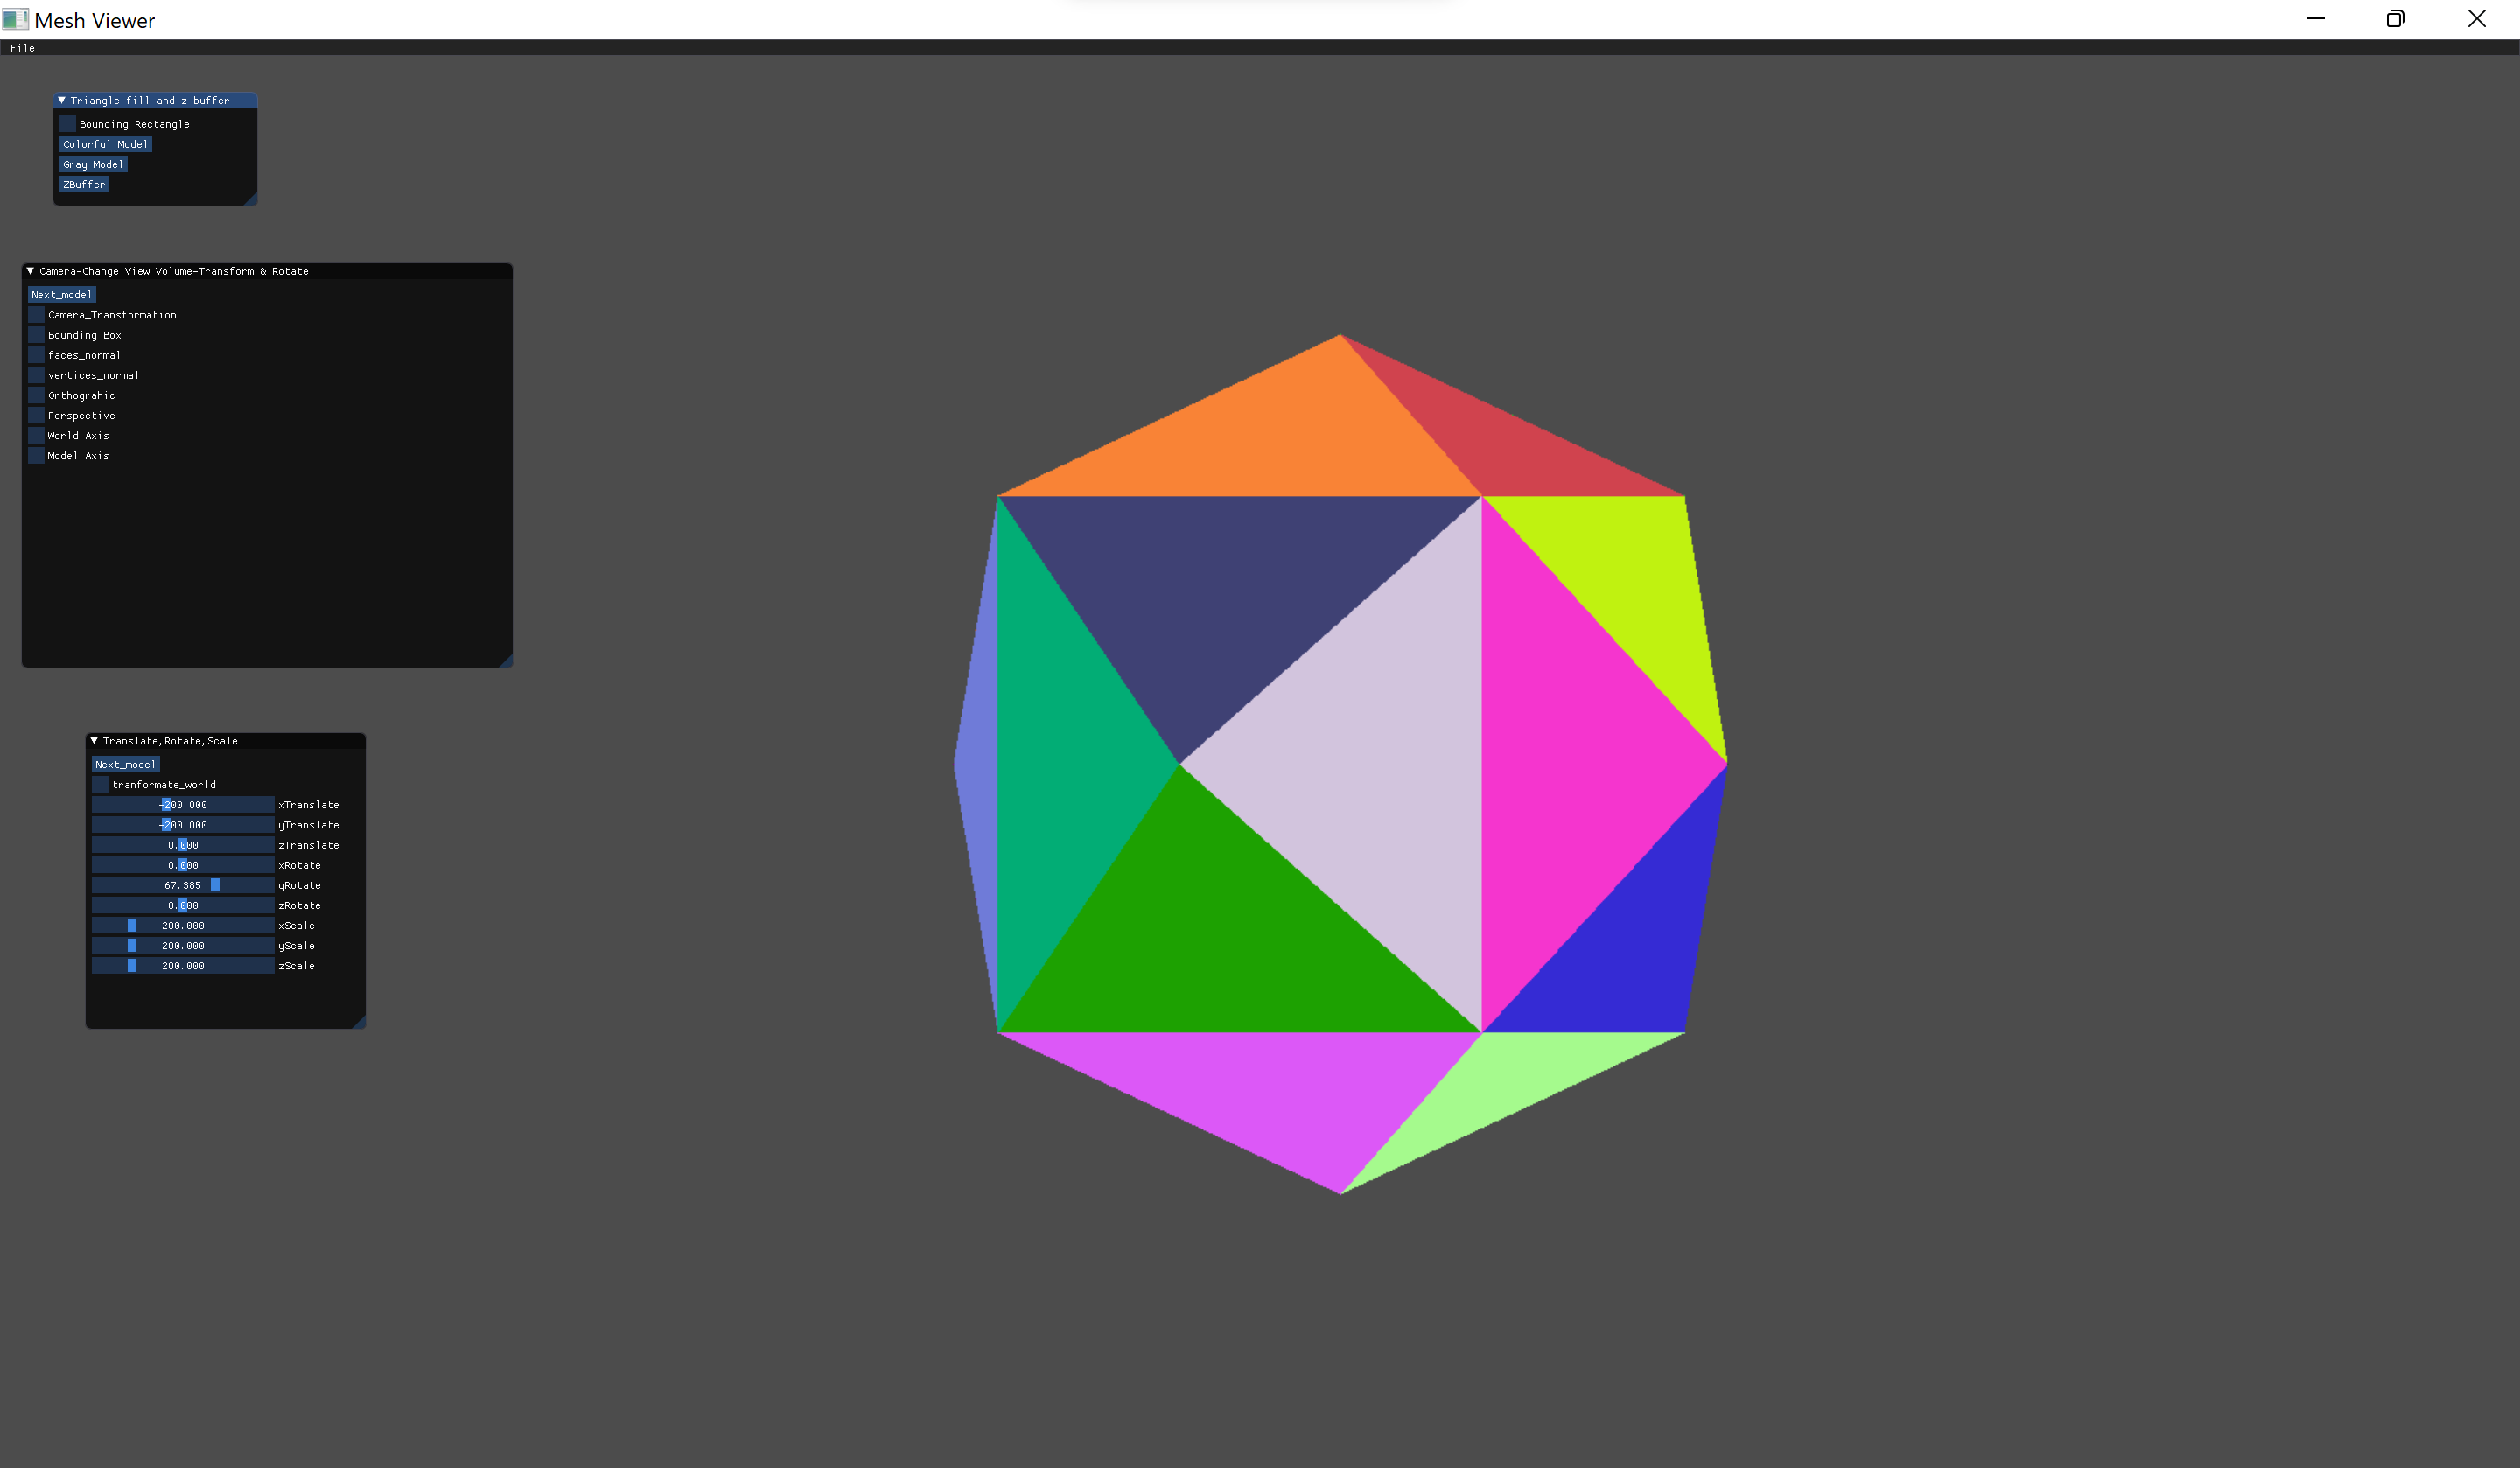 Mesh Viewer
File
Triangle fill and z-buffer
Bounding Rectangle
Colorful Model
Gray Model
ZBuffer
Camera-Change View Volume-Transform & Rotate
Next_model
Camera_Transformation
Bounding Box
faces_normal
vertices_normal
Orthograhic
Perspective
World Axis
Model Axis
Translate,Rotate,Scale
Next_model
tranformate_world
-200.000 xTranslate
-200.000 yTranslate
0.000 zTranslate
0.000 xRotate
67.385 yRotate
0.000 zRotate
200.000 xScale
200.000 yScale
200.000 zScale